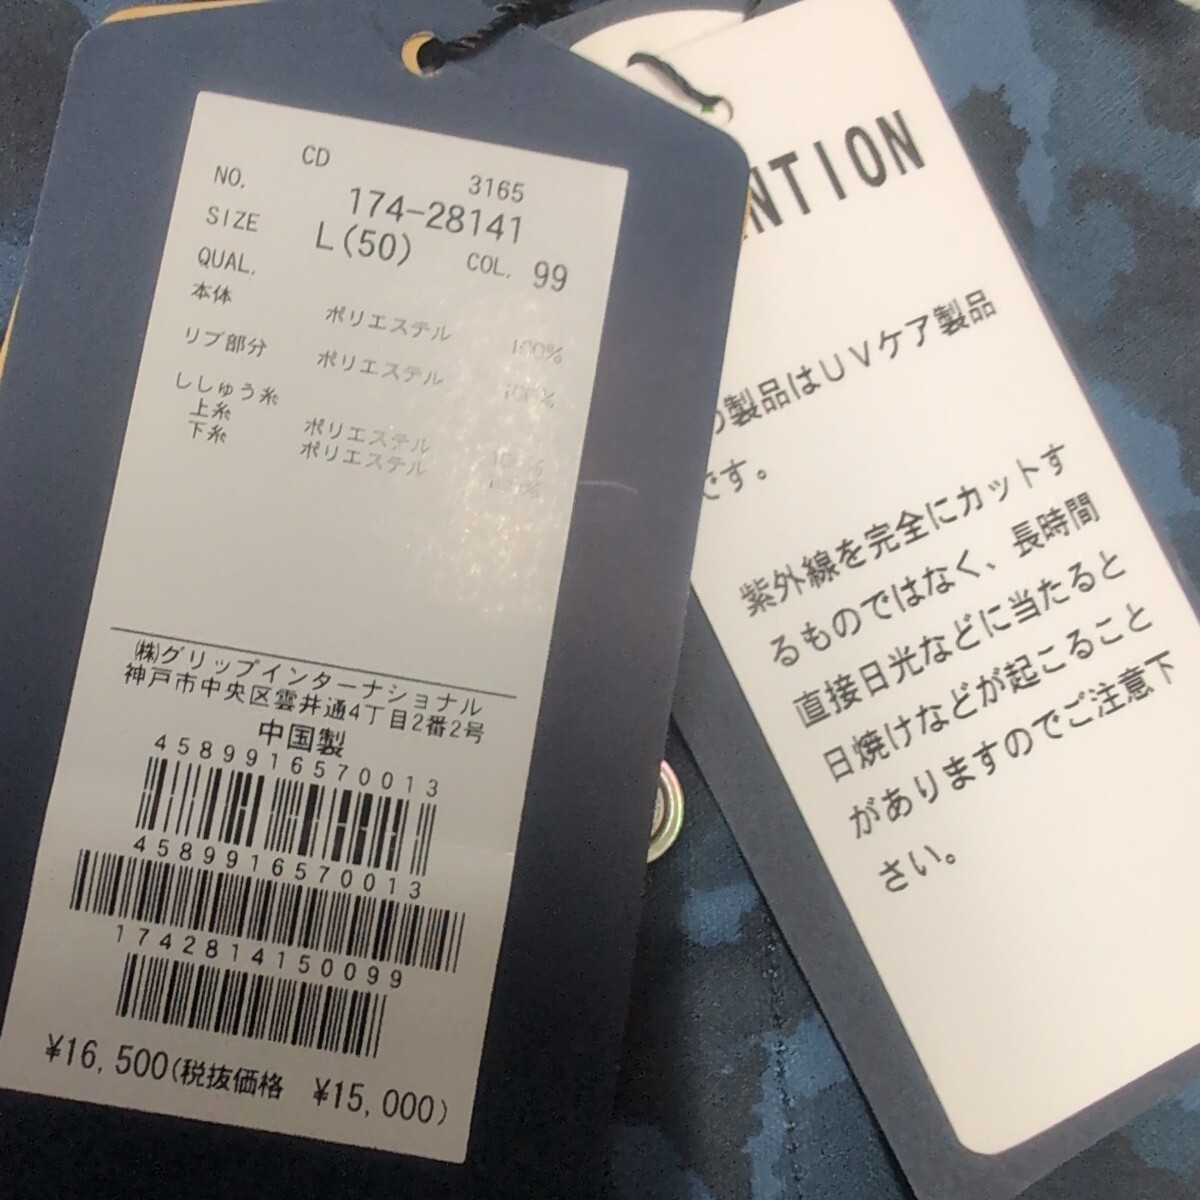 CD 3165
NO. 174-28141
SIZE L(50) COL. 99
QUAL.
本体 ポリエステル 100%
リブ部分 ポリエステル 100%
ししゅう糸
上糸 ポリエステル 100%
下糸 ポリエステル 100%
㈱グリップインターナショナル
神戸市中央区雲井通4丁目2番2号
中国製
4589916570013
4589916570013
1742814150099
¥16,500(税抜価格 ¥15,000)
NTION
の製品はUVケア製品
です。
紫外線を完全にカットす
るものではなく、長時間
直接日光などに当たると
日焼けなどが起こること
がありますのでご注意下
さい。